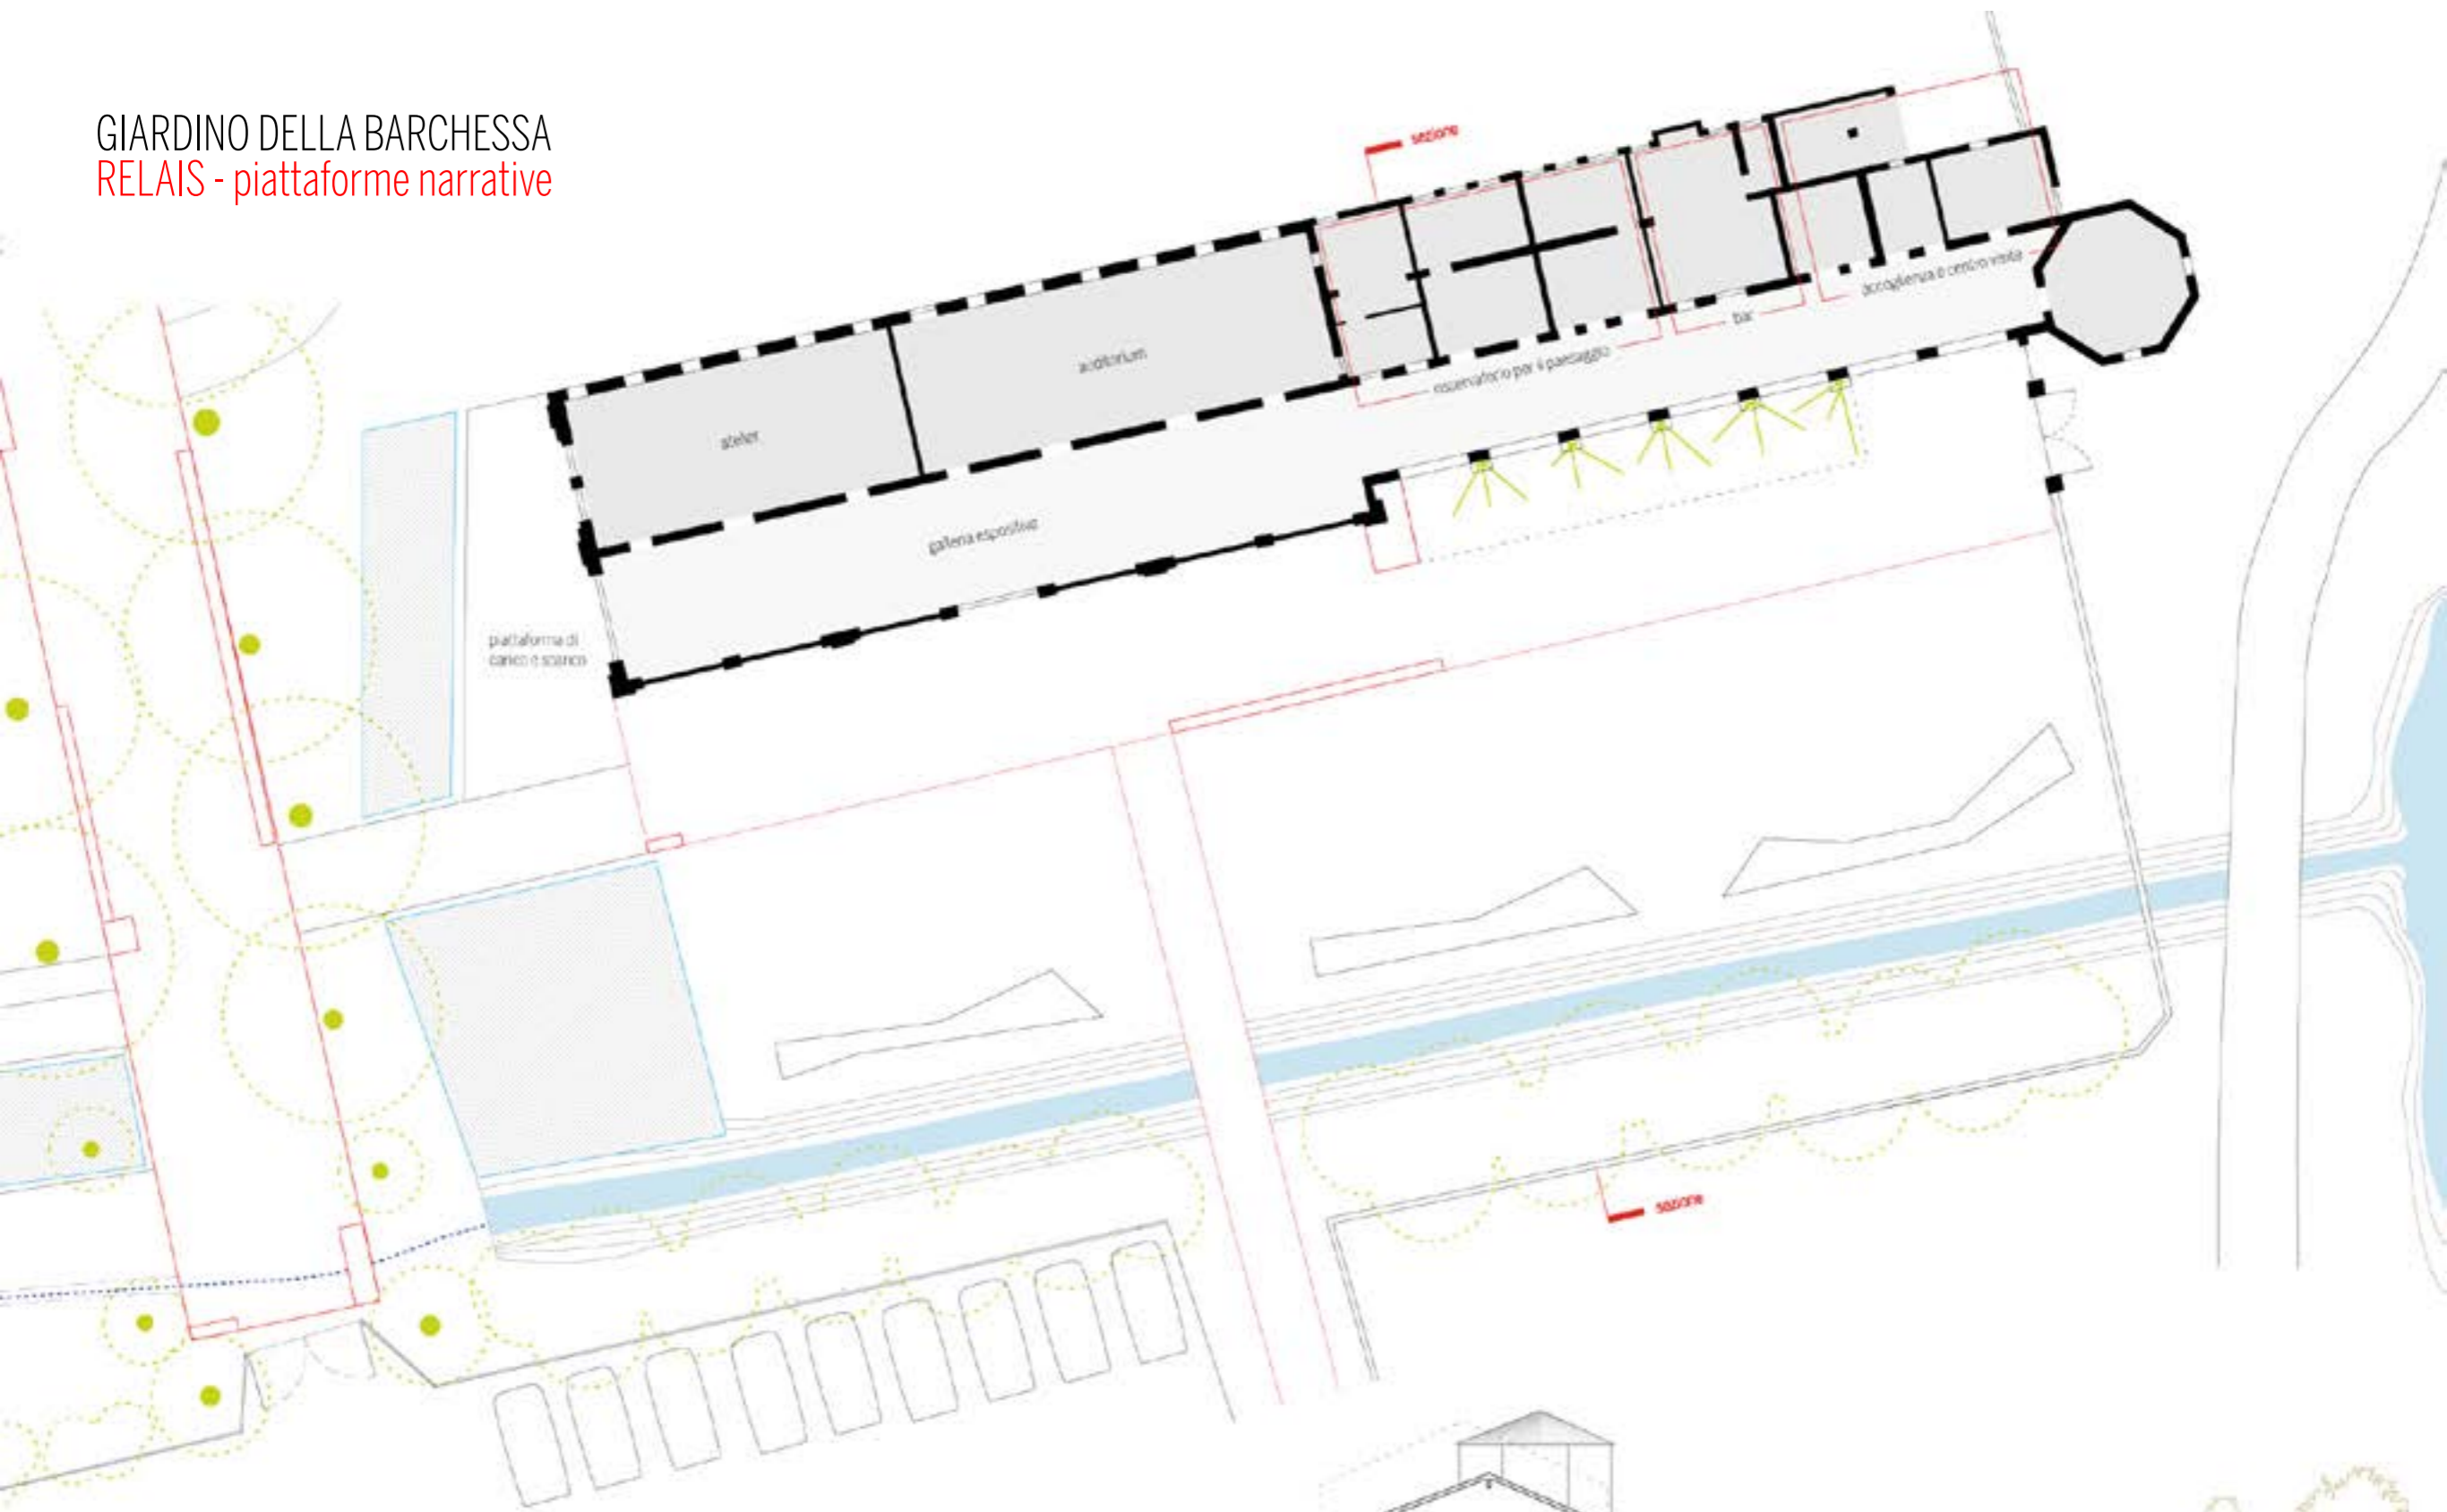 GIARDINO DELLA BARCHESSA
RELAIS - piattaforme narrative
sezione
accoglienza e centro visita
bar
osservatorio per il paesaggio
auditorium
atelier
galleria espositiva
piattaforma di
carico e scarico
sezione